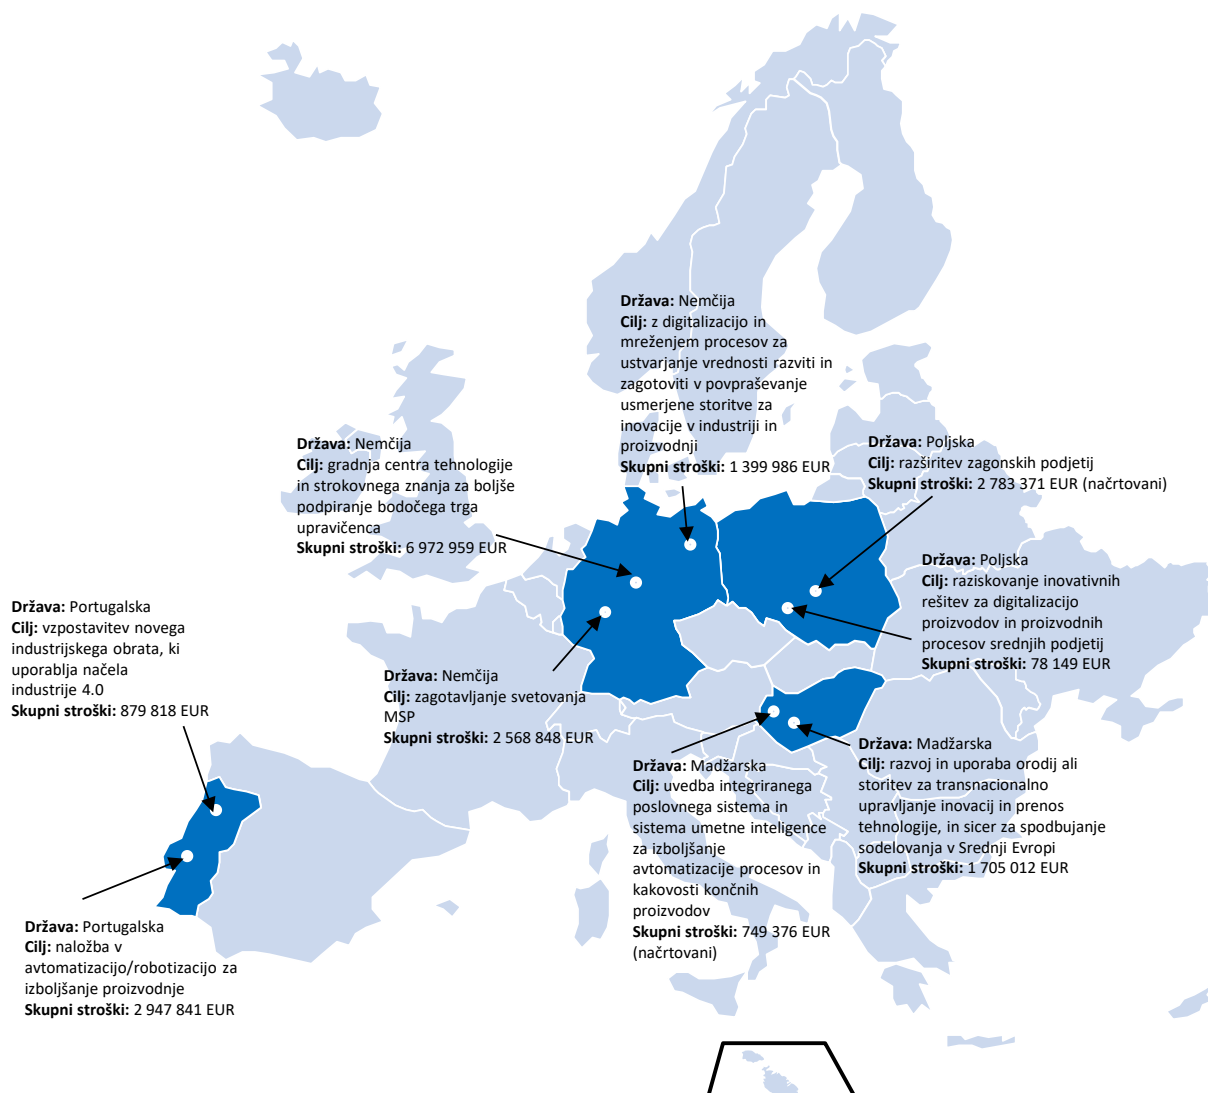 Država: Nemčija
Cilj: z digitalizacijo in
mreženjem procesov za
ustvarjanje vrednosti razviti in
zagotoviti v povpraševanje
usmerjene storitve za
inovacije v industriji in
proizvodnji
Skupni stroški: 1 399 986 EUR
Država: Nemčija
Cilj: gradnja centra tehnologije
in strokovnega znanja za boljše
podpiranje bodočega trga
upravičenca
Skupni stroški: 6 972 959 EUR
Država: Poljska
Cilj: razširitev zagonskih podjetij
Skupni stroški: 2 783 371 EUR (načrtovani)
Država: Poljska
Cilj: raziskovanje inovativnih
rešitev za digitalizacijo
proizvodov in proizvodnih
procesov srednjih podjetij
Skupni stroški: 78 149 EUR
Država: Portugalska
Cilj: vzpostavitev novega
industrijskega obrata, ki
uporablja načela
industrije 4.0
Skupni stroški: 879 818 EUR
Država: Nemčija
Cilj: zagotavljanje svetovanja
MSP
Skupni stroški: 2 568 848 EUR
Država: Madžarska
Cilj: razvoj in uporaba orodij ali
storitev za transnacionalno
upravljanje inovacij in prenos
tehnologije, in sicer za spodbujanje
sodelovanja v Srednji Evropi
Skupni stroški: 1 705 012 EUR
Država: Madžarska
Cilj: uvedba integriranega
poslovnega sistema in
sistema umetne inteligence
za izboljšanje
avtomatizacije procesov in
kakovosti končnih
proizvodov
Skupni stroški: 749 376 EUR
(načrtovani)
Država: Portugalska
Cilj: naložba v
avtomatizacijo/robotizacijo za
izboljšanje proizvodnje
Skupni stroški: 2 947 841 EUR